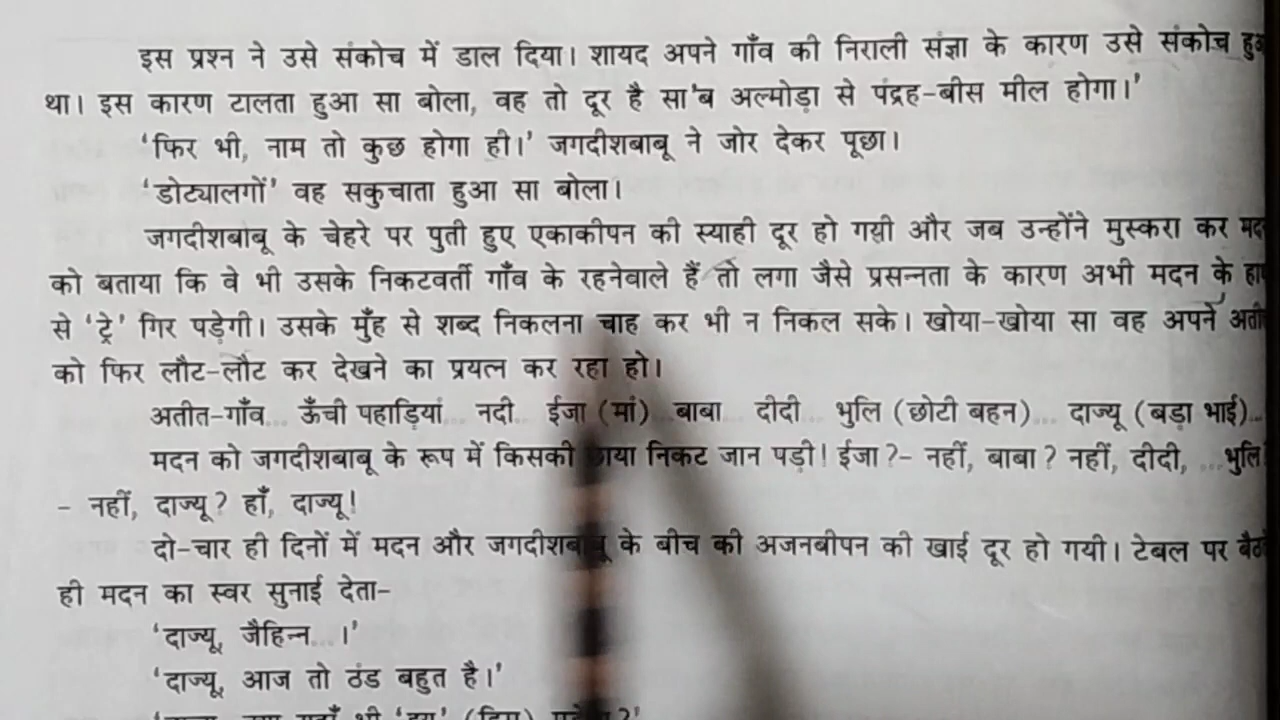 इस प्रश्न ने उसे संकोच में डाल दिया। शायद अपने गाँव की निराली संज्ञा के कारण उसे संकोच
था। इस कारण टालता हुआ सा बोला, वह तो दूर है सा'ब अल्मोड़ा से पंद्रह-बीस मील होगा।'
'फिर भी, नाम तो कुछ होगा ही।' जगदीशबाबू ने जोर देकर पूछा।
'डोट्यालगों' वह सकुचाता हुआ सा बोला।
जगदीशबाबू के चेहरे पर पुती हुए एकाकीपन की स्याही दूर हो गयी और जब उन्होंने मुस्करा कर
को बताया कि वे भी उसके निकटवर्ती गाँव के रहनेवाले हैं तो लगा जैसे प्रसन्नता के कारण अभी मदन के
से 'ट्रे' गिर पड़ेगी। उसके मुँह से शब्द निकलना चाह कर भी न निकल सके। खोया-खोया सा वह अपने
को फिर लौट-लौट कर देखने का प्रयत्न कर रहा हो।
अतीत-गाँव... ऊँची पहाड़ियां... नदी... ईजा (मां)... बाबा... दीदी... भुलि (छोटी बहन)... दाज्यू (बड़ा भाई)...
मदन को जगदीशबाबू के रूप में किसकी निकट जान पड़ी! ईजा?- नहीं, बाबा? नहीं, दीदी, ...भुलि
- नहीं, दाज्यू? हाँ, दाज्यू!
दो-चार ही दिनों में मदन और जगदीशबाबू के बीच की अजनबीपन की खाई दूर हो गयी। टेबल पर
ही मदन का स्वर सुनाई देता-
'दाज्यू, जैहिन्न...।'
'दाज्यू, आज तो ठंड बहुत है।'